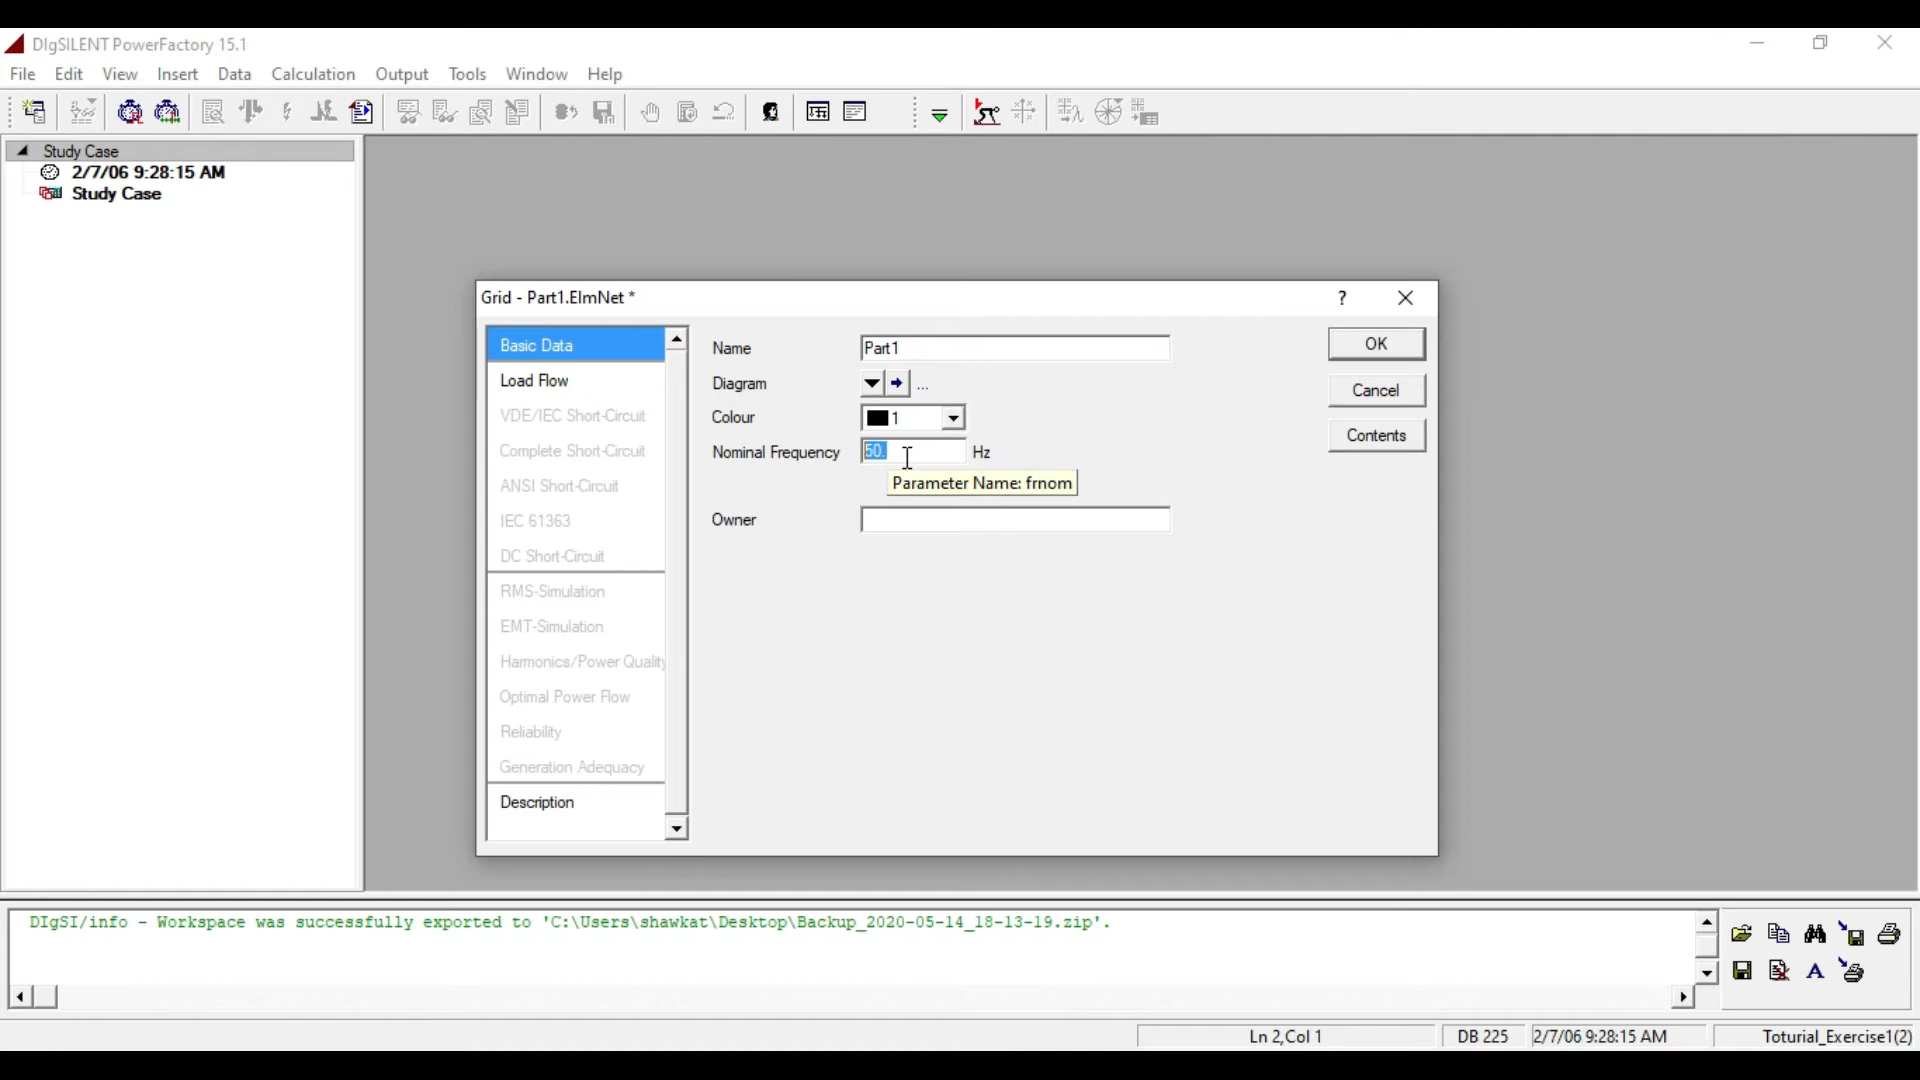 DIgSILENT PowerFactory 15.1
File Edit View Insert Data Calculation Output Tools Window Help
Study Case
2/7/06 9:28:15 AM
Study Case
Grid - Part1.ElmNet *
?
Basic Data
Load Flow
VDE/IEC Short-Circuit
Complete Short-Circuit
ANSI Short-Circuit
IEC 61363
DC Short-Circuit
RMS-Simulation
EMT-Simulation
Harmonics/Power Quality
Optimal Power Flow
Reliability
Generation Adequacy
Description
Name Part1
Diagram ...
Colour 1
Nominal Frequency 50. Hz
Parameter Name: frnom
Owner
OK
Cancel
Contents
DIgSI/info - Workspace was successfully exported to 'C:\Users\shawkat\Desktop\Backup_2020-05-14_18-13-19.zip'.
Ln 2,Col 1 DB 225 2/7/06 9:28:15 AM Toturial_Exercise1(2)